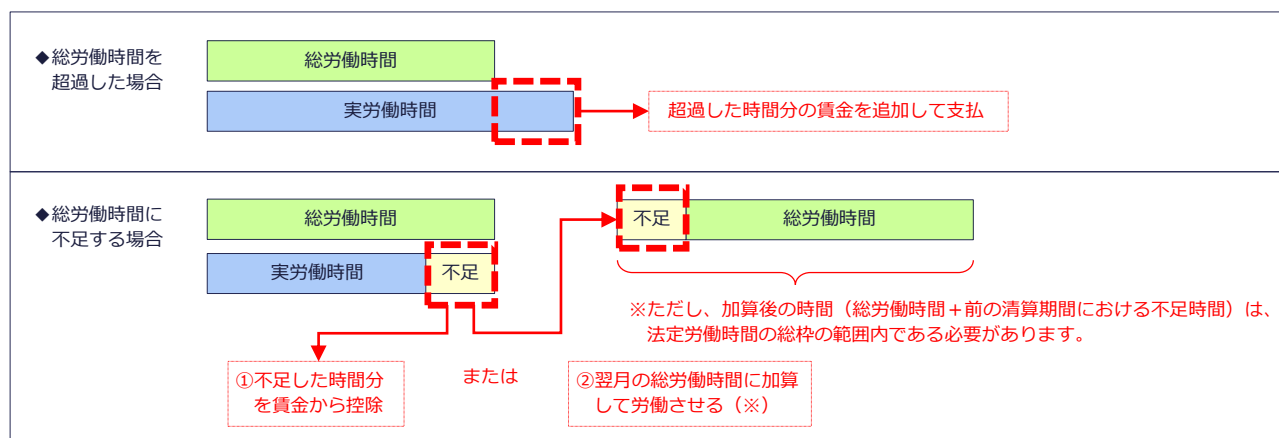 ◆総労働時間を
超過した場合
総労働時間
実労働時間
超過した時間分の賃金を追加して支払
◆総労働時間に
不足する場合
総労働時間
実労働時間
不足
不足
総労働時間
※ただし、加算後の時間（総労働時間＋前の清算期間における不足時間）は、
法定労働時間の総枠の範囲内である必要があります。
①不足した時間分
を賃金から控除
または
②翌月の総労働時間に加算
して労働させる（※）